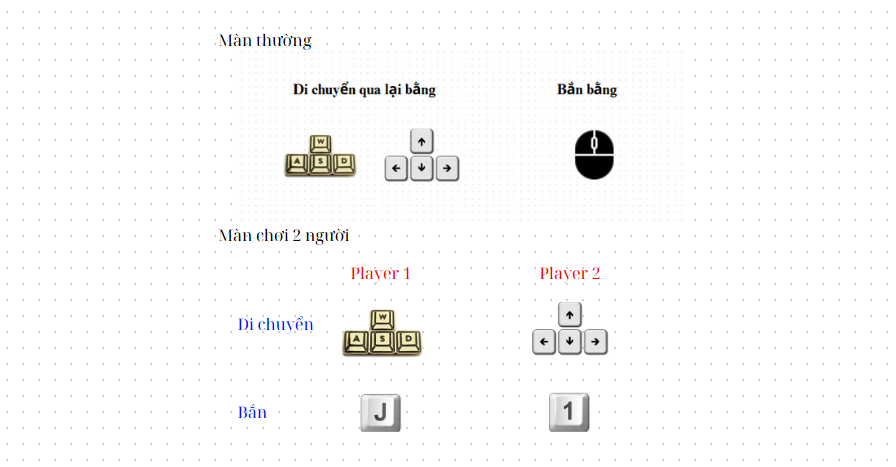 Màn thường
Di chuyển qua lại bằng
Bắn bằng
W
A S D
↑
← ↓ →
Màn chơi 2 người
Player 1
Player 2
Di chuyển
W
A S D
↑
← ↓ →
Bắn
J
1